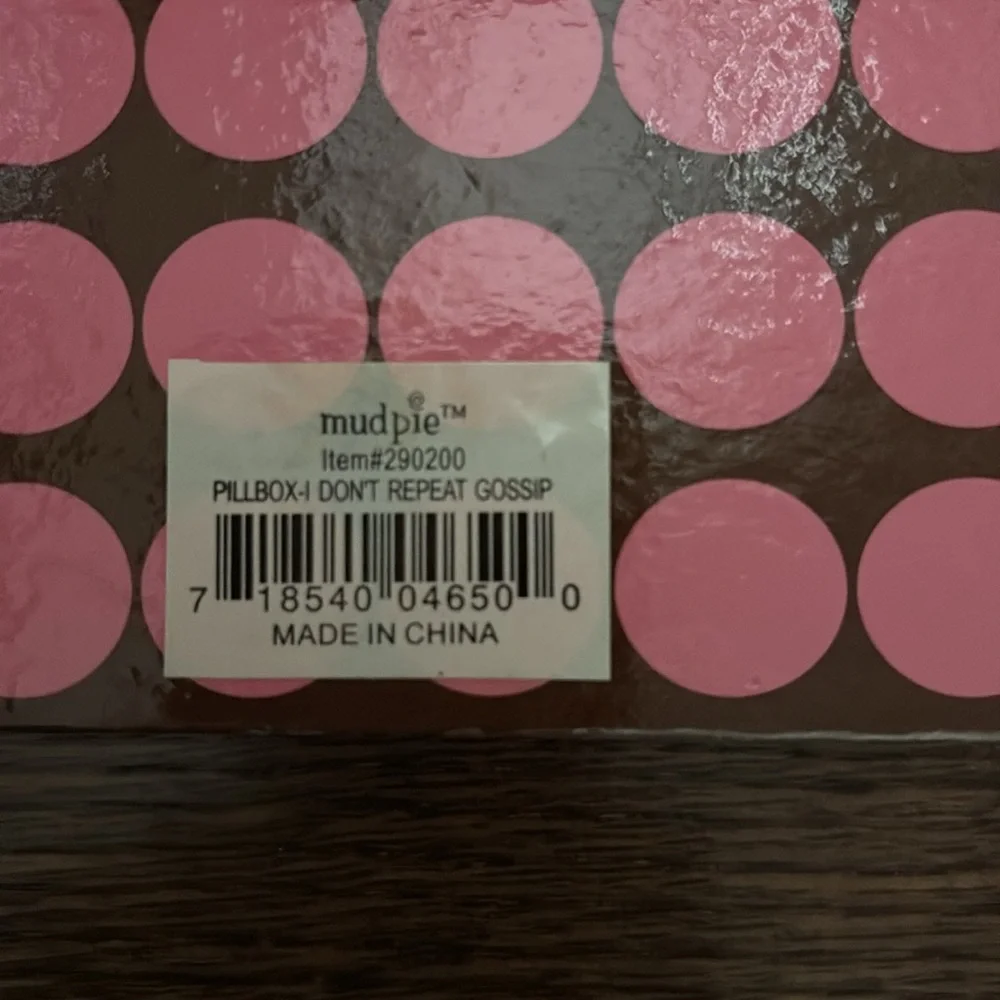 mudpie™
Item#290200
PILLBOX-I DON'T REPEAT GOSSIP
7 18540 04650 0
MADE IN CHINA